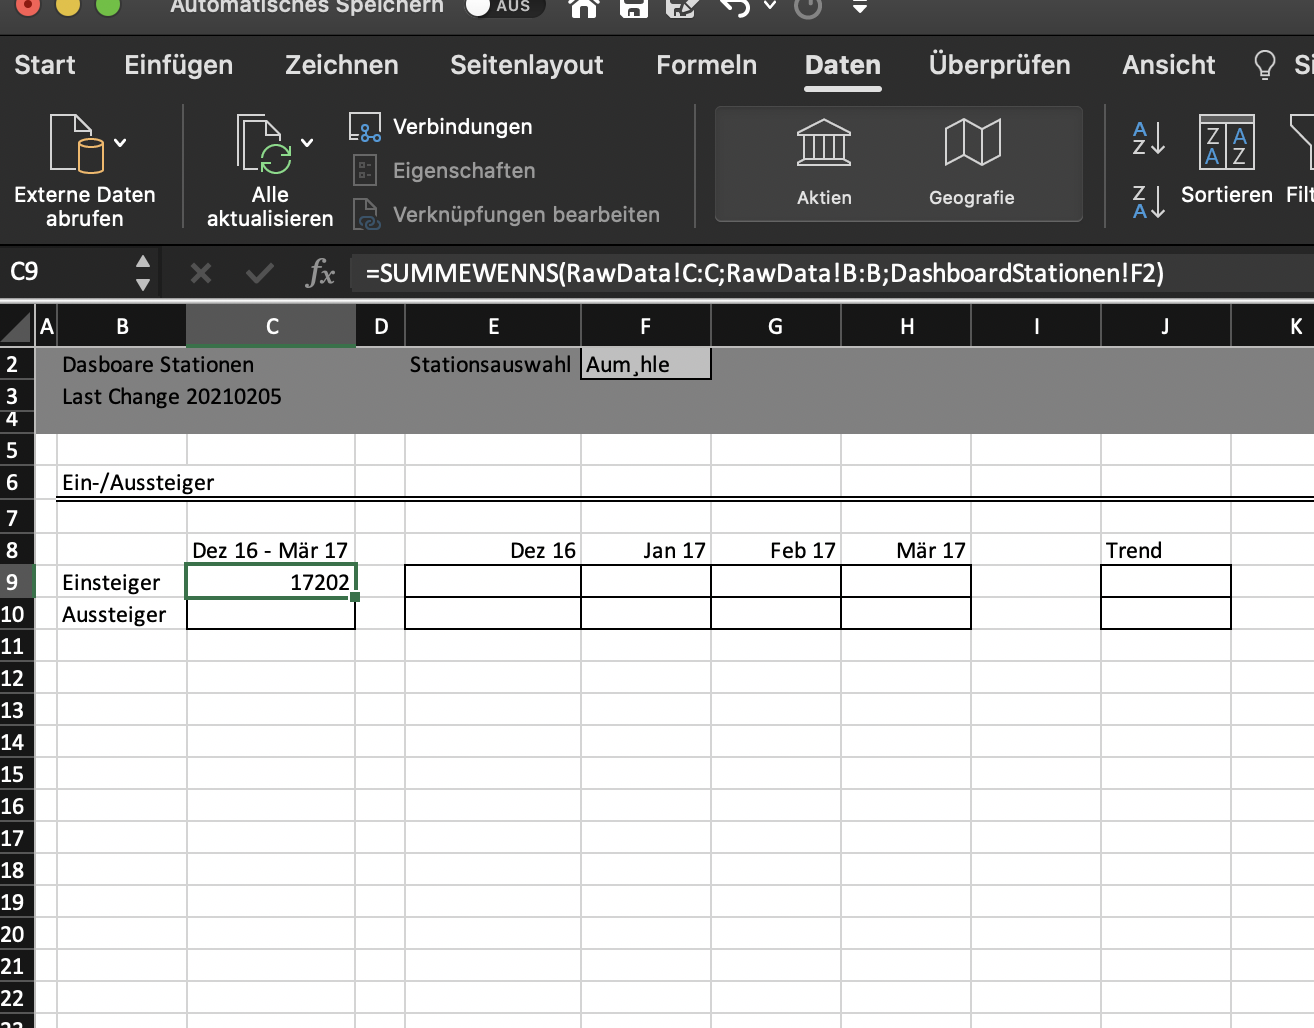 Automatisches Speichern AUS
Start Einfügen Zeichnen Seitenlayout Formeln Daten Überprüfen Ansicht
Externe Daten abrufen
Alle aktualisieren
Verbindungen
Eigenschaften
Verknüpfungen bearbeiten
Aktien
Geografie
A Z
Z A
Z A A Z
Sortieren
C9 fx =SUMMEWENNS(RawData!C:C;RawData!B:B;DashboardStationen!F2)
A B C D E F G H I J K
2 Dasboare Stationen Stationsauswahl Aum¸hle
3 Last Change 20210205
4
5
6 Ein-/Aussteiger
7
8 Dez 16 - Mär 17 Dez 16 Jan 17 Feb 17 Mär 17 Trend
9 Einsteiger 17202
10 Aussteiger
11
12
13
14
15
16
17
18
19
20
21
22